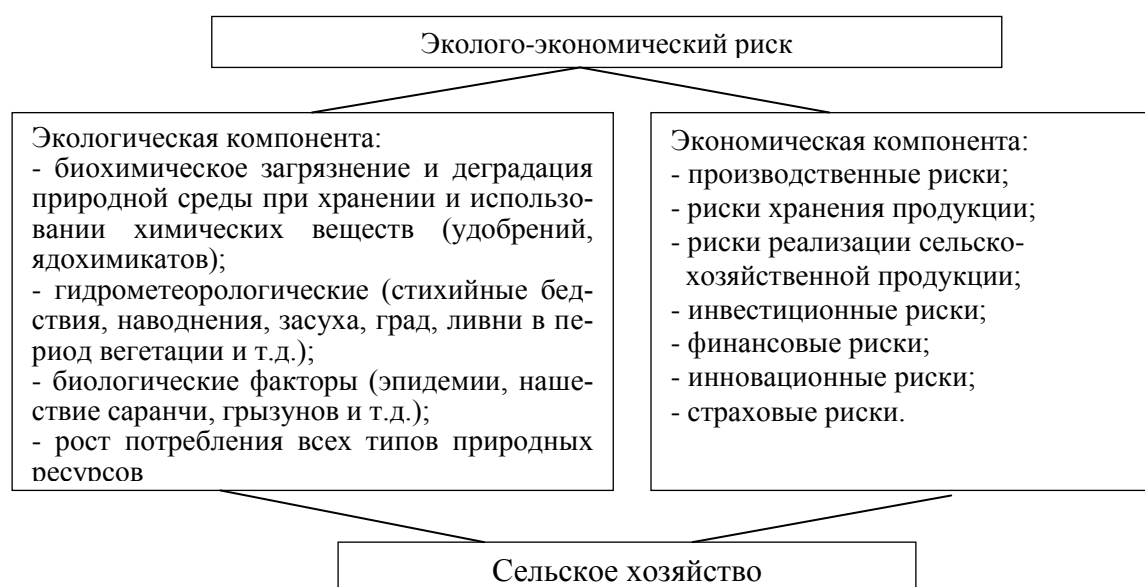 Эколого-экономический риск
Экологическая компонента:
- биохимическое загрязнение и деградация
природной среды при хранении и использо-
вании химических веществ (удобрений,
ядохимикатов);
- гидрометеорологические (стихийные бед-
ствия, наводнения, засуха, град, ливни в пе-
риод вегетации и т.д.);
- биологические факторы (эпидемии, наше-
ствие саранчи, грызунов и т.д.);
- рост потребления всех типов природных
ресурсов
Экономическая компонента:
- производственные риски;
- риски хранения продукции;
- риски реализации сельско-
хозяйственной продукции;
- инвестиционные риски;
- финансовые риски;
- инновационные риски;
- страховые риски.
Сельское хозяйство